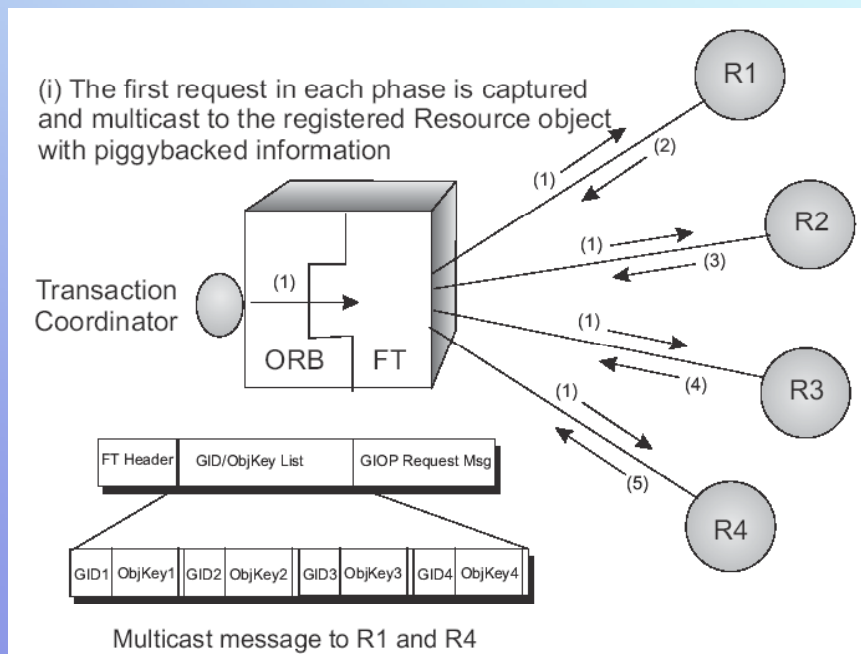 (i) The first request in each phase is captured
and multicast to the registered Resource object
with piggybacked information
R1
(1)
(2)
R2
(1)
(3)
Transaction
Coordinator
(1)
ORB
FT
(1)
(4)
R3
(1)
(5)
R4
FT Header
GID/ObjKey List
GIOP Request Msg
GID1
ObjKey1
GID2
ObjKey2
GID3
ObjKey3
GID4
ObjKey4
Multicast message to R1 and R4